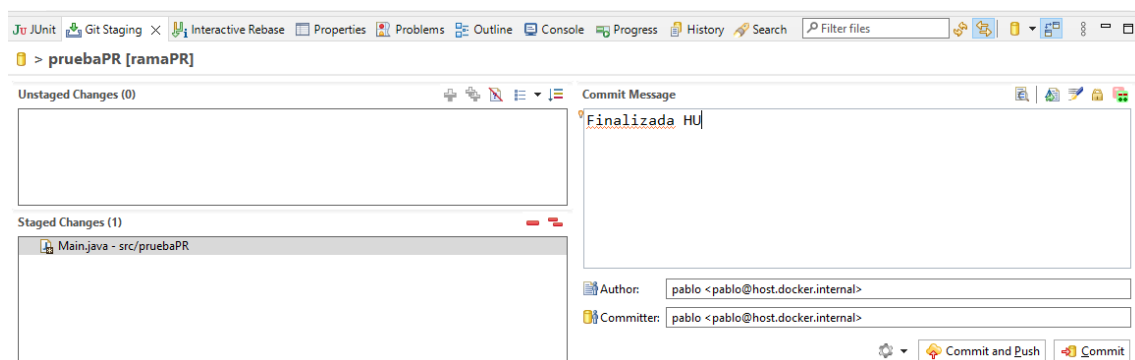 JUnit Git Staging Interactive Rebase Properties Problems Outline Console Progress History Search Filter files
> pruebaPR [ramaPR]
Unstaged Changes (0)
Staged Changes (1)
Main.java - src/pruebaPR
Commit Message
Finalizada HU
Author: pablo <pablo@host.docker.internal>
Committer: pablo <pablo@host.docker.internal>
Commit and Push Commit